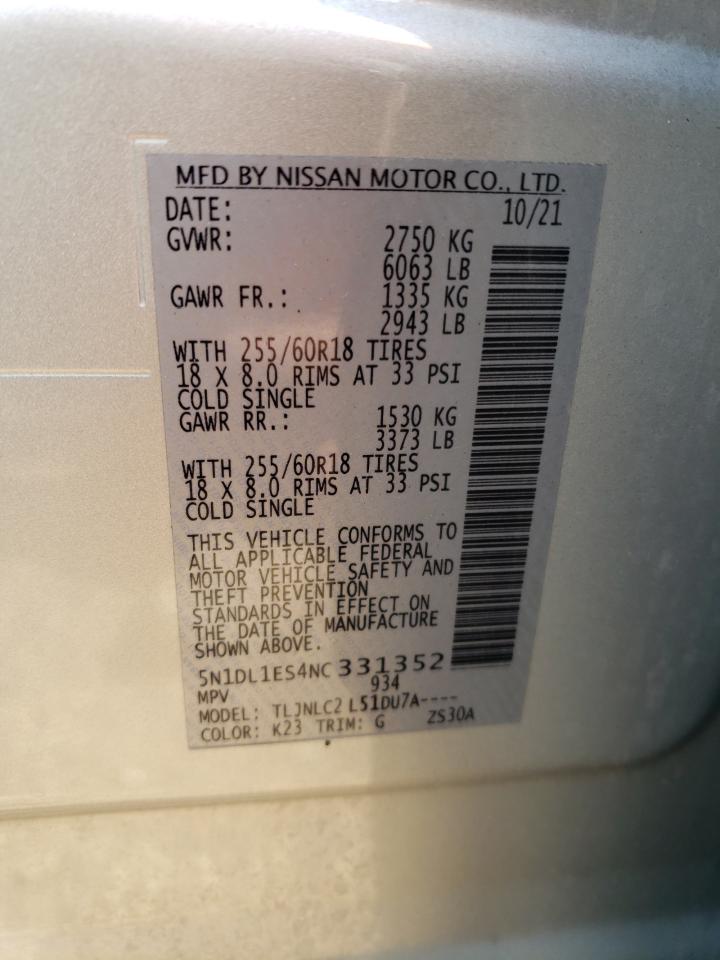 MFD BY NISSAN MOTOR CO., LTD.
DATE: 10/21
GVWR: 2750 KG
6063 LB
GAWR FR.: 1335 KG
2943 LB
WITH 255/60R18 TIRES
18 X 8.0 RIMS AT 33 PSI
COLD SINGLE
GAWR RR.: 1530 KG
3373 LB
WITH 255/60R18 TIRES
18 X 8.0 RIMS AT 33 PSI
COLD SINGLE
THIS VEHICLE CONFORMS TO
ALL APPLICABLE FEDERAL
MOTOR VEHICLE SAFETY AND
THEFT PREVENTION
STANDARDS IN EFFECT ON
THE DATE OF MANUFACTURE
SHOWN ABOVE.
5N1DL1ES4NC331352
MPV 934
MODEL: TLJNLC2 L51DU7A----
COLOR: K23 TRIM: G ZS30A